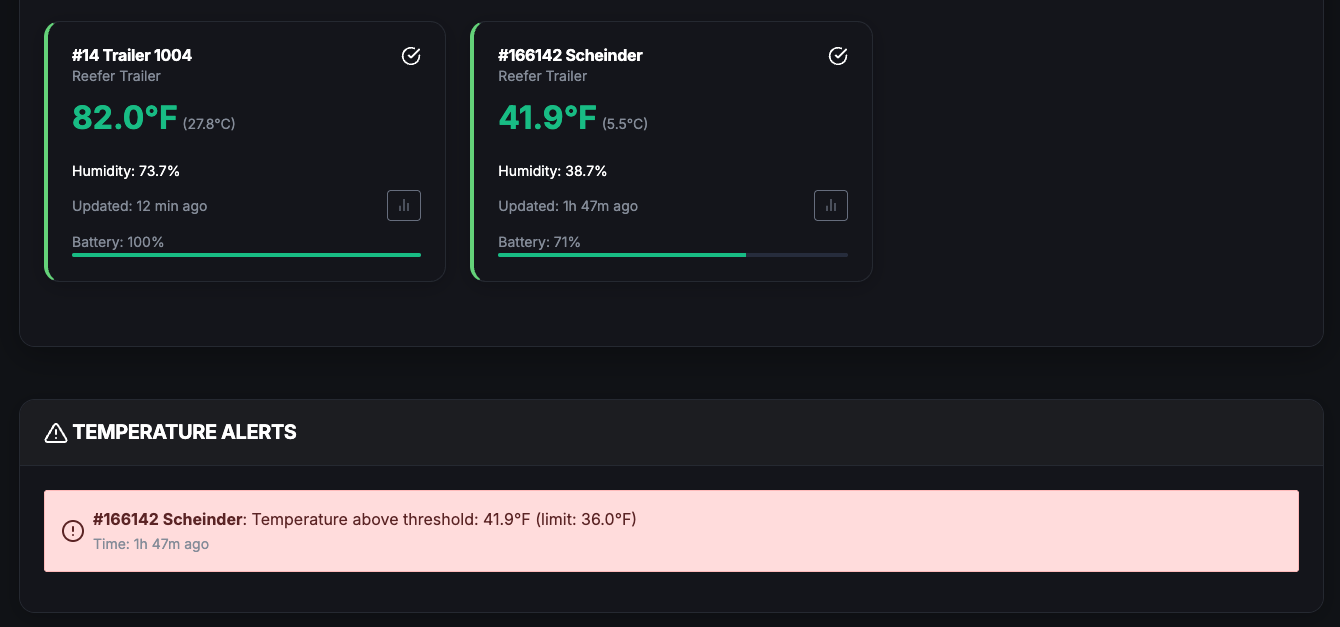 #14 Trailer 1004
Reefer Trailer
82.0°F (27.8°C)
Humidity: 73.7%
Updated: 12 min ago
Battery: 100%
#166142 Scheinder
Reefer Trailer
41.9°F (5.5°C)
Humidity: 38.7%
Updated: 1h 47m ago
Battery: 71%
TEMPERATURE ALERTS
#166142 Scheinder: Temperature above threshold: 41.9°F (limit: 36.0°F)
Time: 1h 47m ago